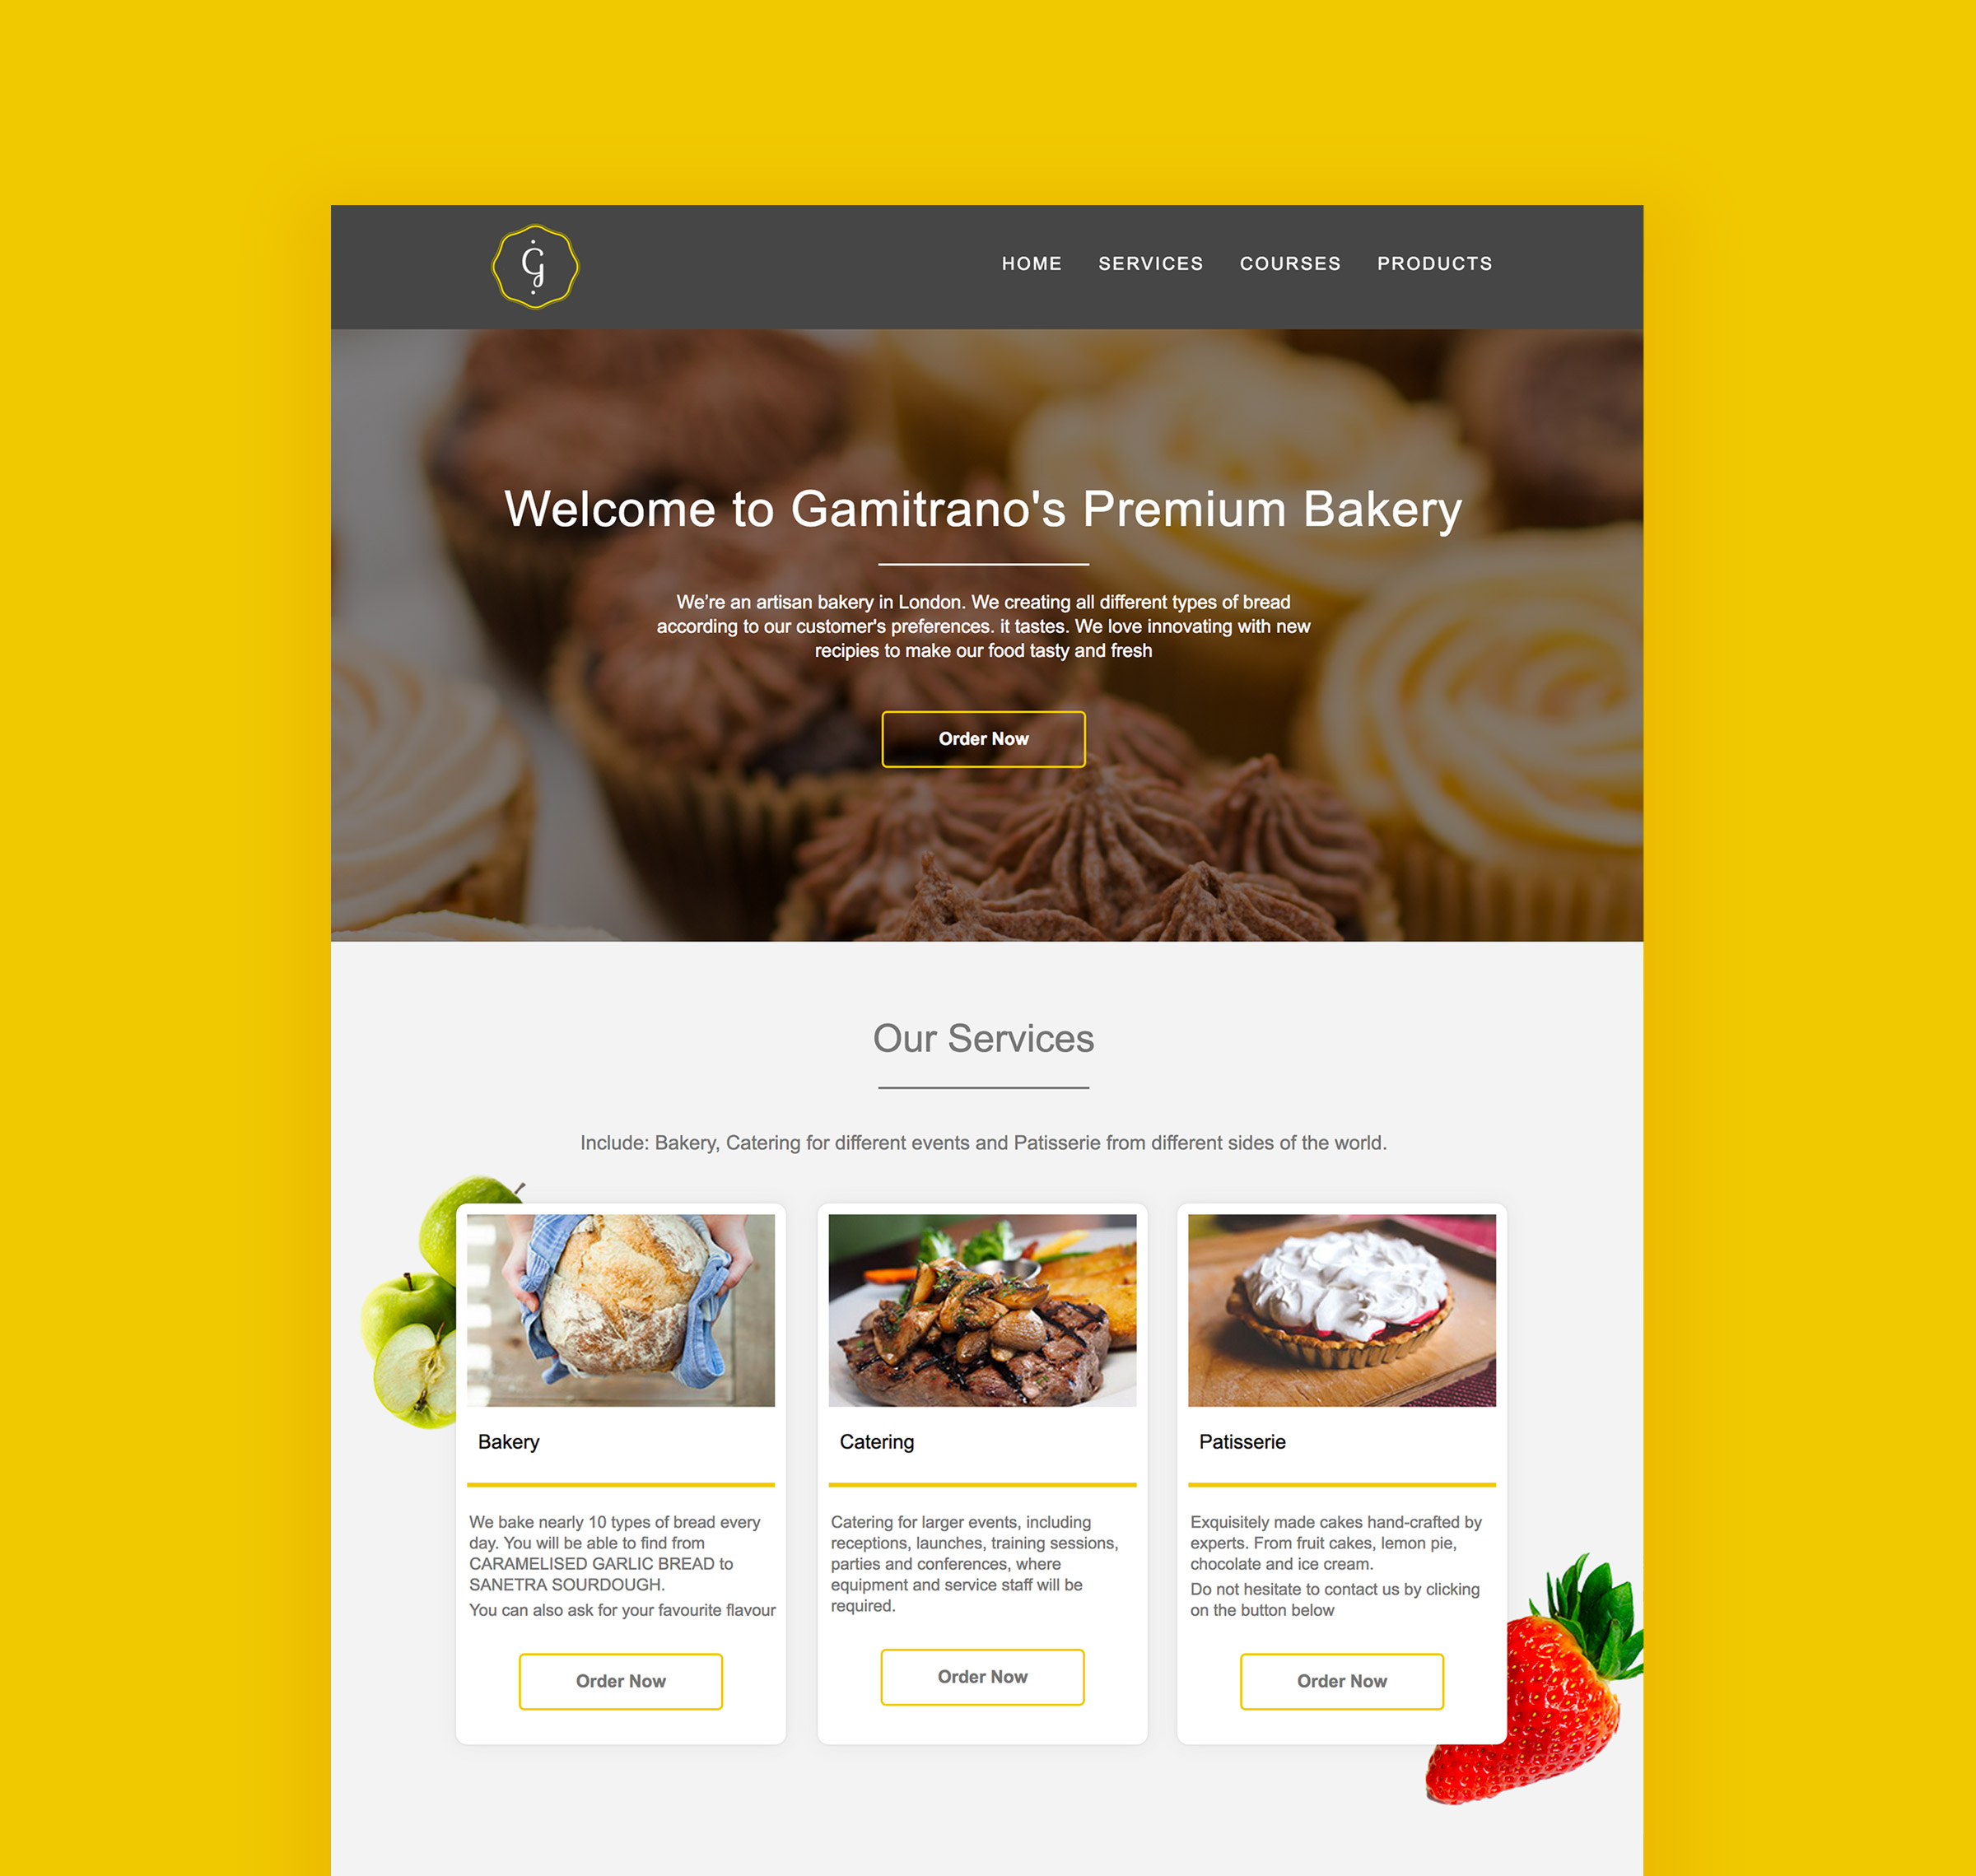 G
HOME SERVICES COURSES PRODUCTS
Welcome to Gamitrano's Premium Bakery
We’re an artisan bakery in London. We creating all different types of bread
according to our customer's preferences. it tastes. We love innovating with new
recipies to make our food tasty and fresh
Order Now
Our Services
Include: Bakery, Catering for different events and Patisserie from different sides of the world.
Bakery
We bake nearly 10 types of bread every
day. You will be able to find from
CARAMELISED GARLIC BREAD to
SANETRA SOURDOUGH.
You can also ask for your favourite flavour
Order Now
Catering
Catering for larger events, including
receptions, launches, training sessions,
parties and conferences, where
equipment and service staff will be
required.
Order Now
Patisserie
Exquisitely made cakes hand-crafted by
experts. From fruit cakes, lemon pie,
chocolate and ice cream.
Do not hesitate to contact us by clicking
on the button below
Order Now